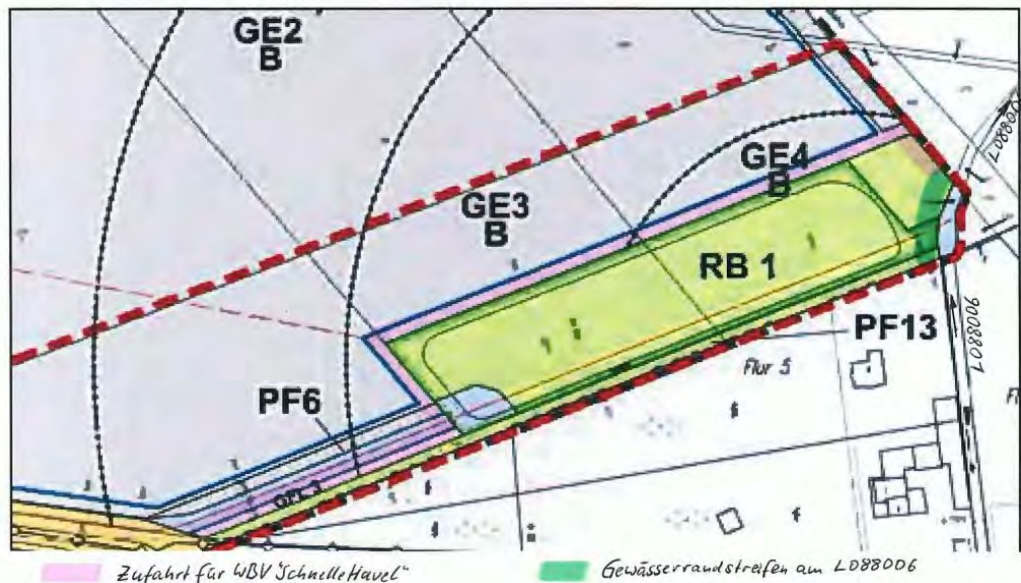 GE2
B
GE4
B
GE3
B
RB 1
PF13
PF6
Flur 5
L088006
L088006
Zufahrt für WBV "Schnelle Havel"
Gewässerrandstreifen am L088006